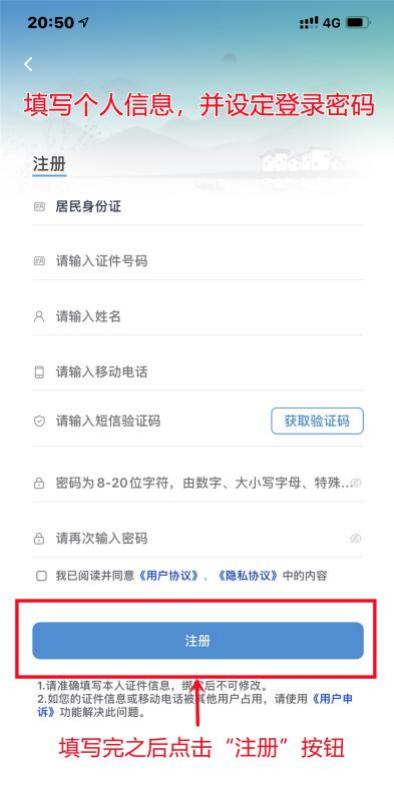 20:50
4G
填写个人信息，并设定登录密码
注册
居民身份证
请输入证件号码
请输入姓名
请输入移动电话
请输入短信验证码
获取验证码
密码为8-20位字符，由数字、大小写字母、特殊...
请再次输入密码
我已阅读并同意《用户协议》、《隐私协议》中的内容
注册
1.请准确填写本人证件信息，绑定后不可修改。
2.如您的证件信息或移动电话被其他用户占用，请使用《用户申
诉》功能解决此问题。
填写完之后点击“注册”按钮